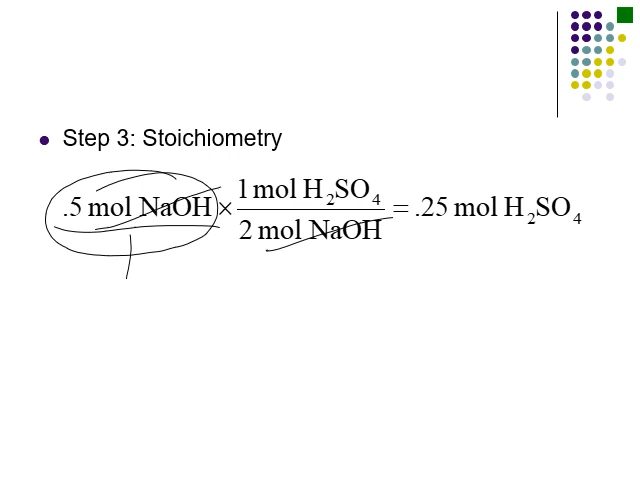 Step 3: Stoichiometry
.5 mol NaOH × 1 mol H₂SO₄ / 2 mol NaOH = .25 mol H₂SO₄